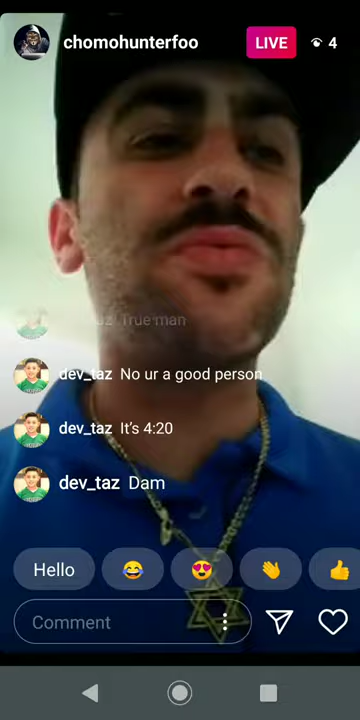 chomohunterfoo
LIVE
4
True man
dev_taz No ur a good person
dev_taz It's 4:20
dev_taz Dam
Hello
Comment